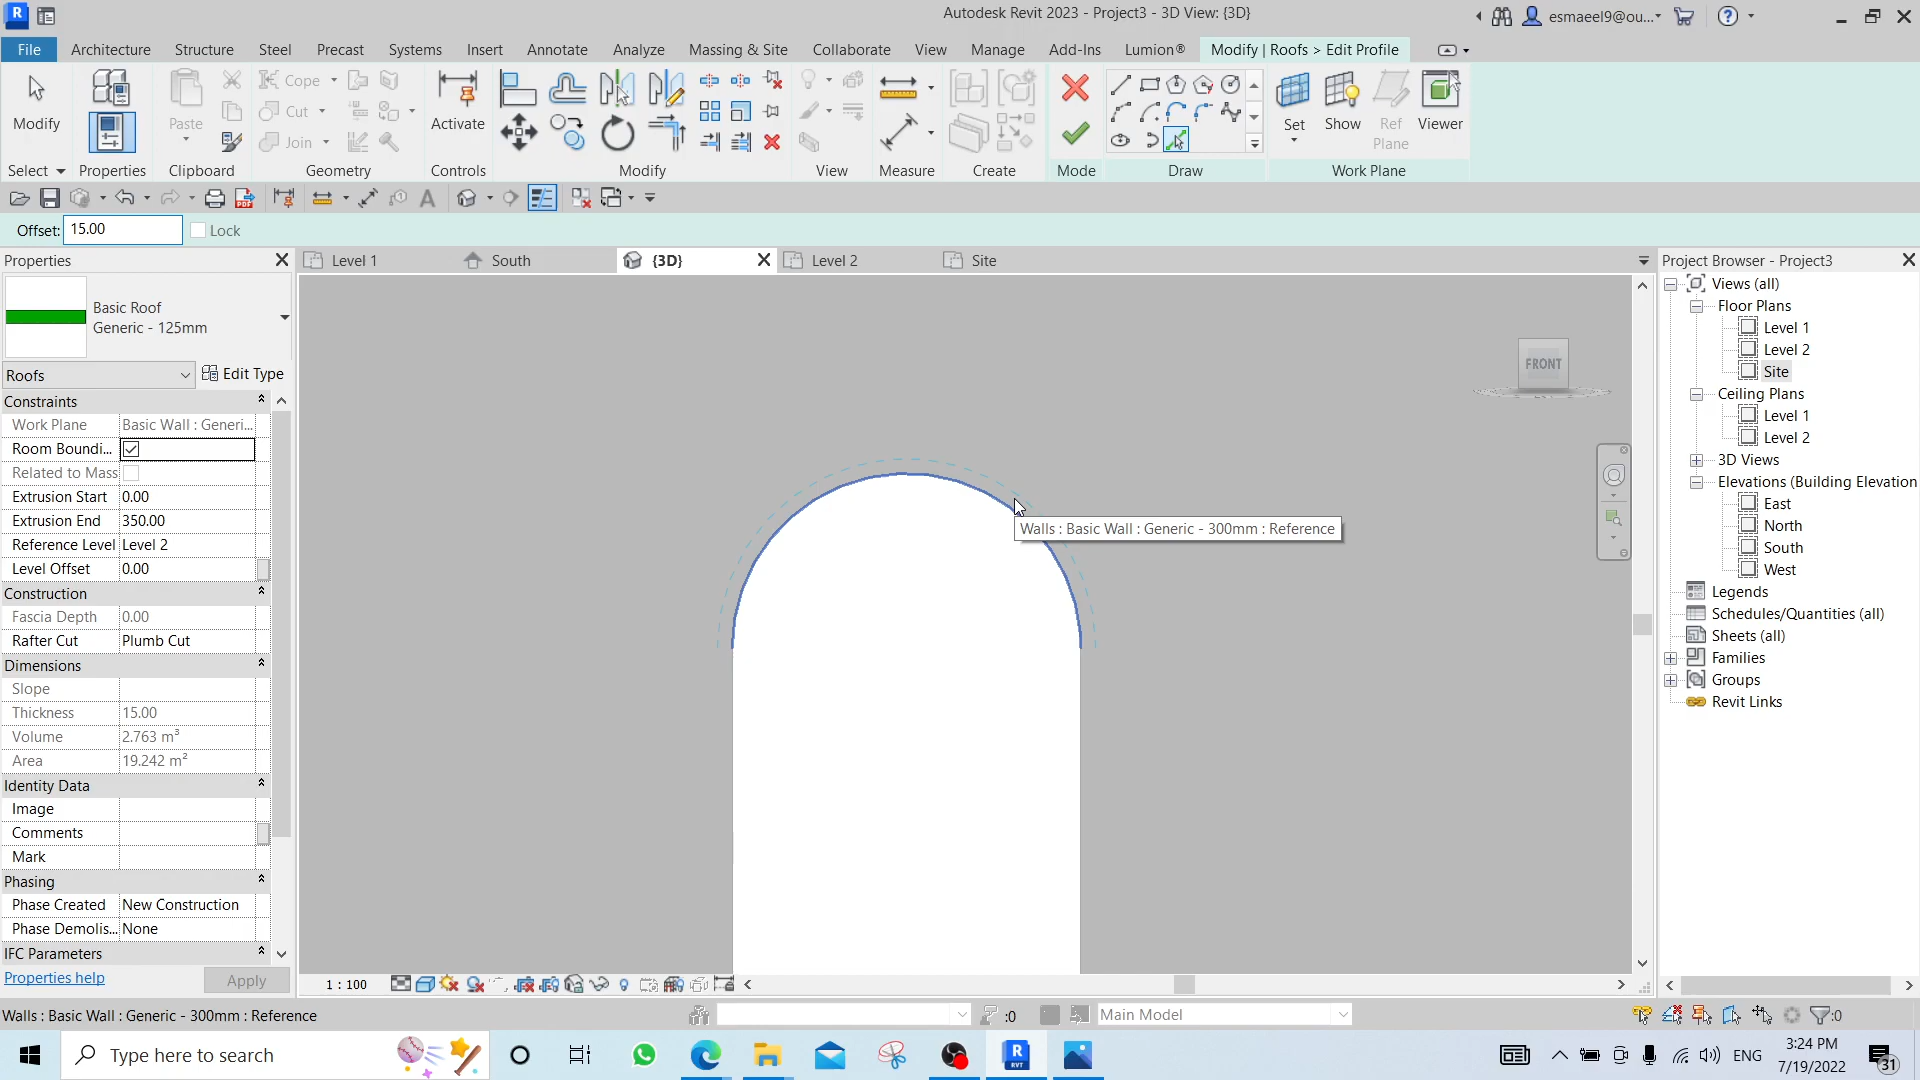 Autodesk Revit 2023 - Project3 - 3D View: {3D}
esmaeel9@ou...
File Architecture Structure Steel Precast Systems Insert Annotate Analyze Massing & Site Collaborate View Manage Add-Ins Lumion® Modify | Roofs > Edit Profile
Modify
Paste
Cope
Cut
Join
Activate
Set
Show
Ref
Plane
Viewer
Select Properties Clipboard Geometry Controls Modify View Measure Create Mode Draw Work Plane
Offset: 15.00 Lock
Properties
Level 1 South {3D} Level 2 Site
Project Browser - Project3
Basic Roof
Generic - 125mm
Roofs Edit Type
Constraints
Work Plane Basic Wall : Generi...
Room Boundi...
Related to Mass
Extrusion Start 0.00
Extrusion End 350.00
Reference Level Level 2
Level Offset 0.00
Construction
Fascia Depth 0.00
Rafter Cut Plumb Cut
Dimensions
Slope
Thickness 15.00
Volume 2.763 m³
Area 19.242 m²
Identity Data
Image
Comments
Mark
Phasing
Phase Created New Construction
Phase Demolis... None
IFC Parameters
Properties help Apply
FRONT
Walls : Basic Wall : Generic - 300mm : Reference
Views (all)
Floor Plans
Level 1
Level 2
Site
Ceiling Plans
Level 1
Level 2
3D Views
Elevations (Building Elevation
East
North
South
West
Legends
Schedules/Quantities (all)
Sheets (all)
Families
Groups
Revit Links
1 : 100
Walls : Basic Wall : Generic - 300mm : Reference
:0
Main Model
:0
Type here to search
ENG
3:24 PM
7/19/2022
31